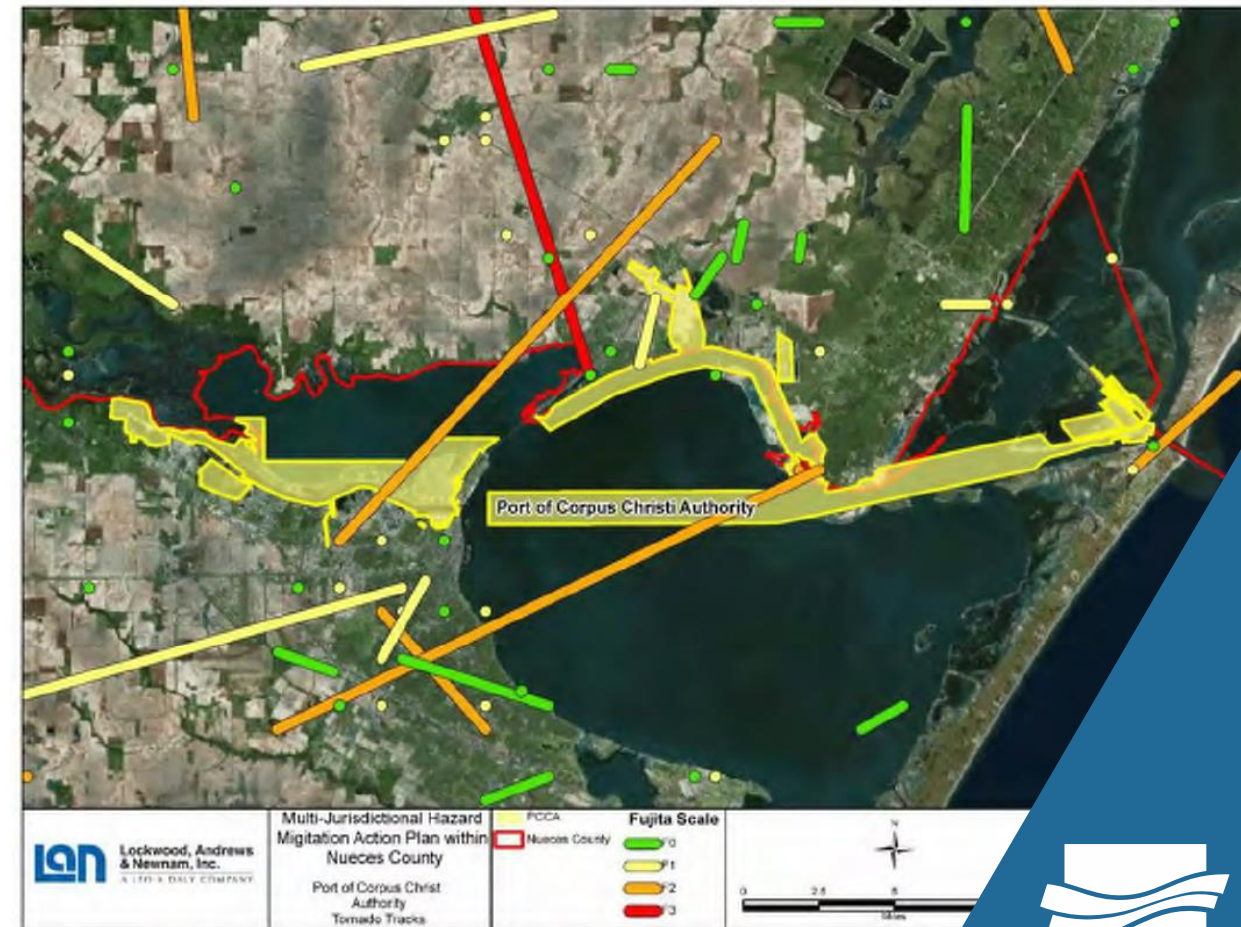 Port of Corpus Christi Authority
Lan
Lockwood, Andrews
& Newnam, Inc.
A LEO A DALY COMPANY
Multi-Jurisdictional Hazard
Migitation Action Plan within
Nueces County
Port of Corpus Christ
Authority
Tornado Tracks
PCCA
Nueces County
Fujita Scale
F0
F1
F2
F3
N
0 2.5 5
Miles